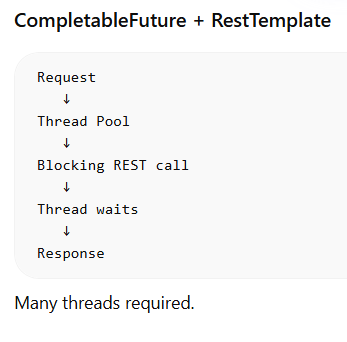 CompletableFuture + RestTemplate
Request
↓
Thread Pool
↓
Blocking REST call
↓
Thread waits
↓
Response
Many threads required.